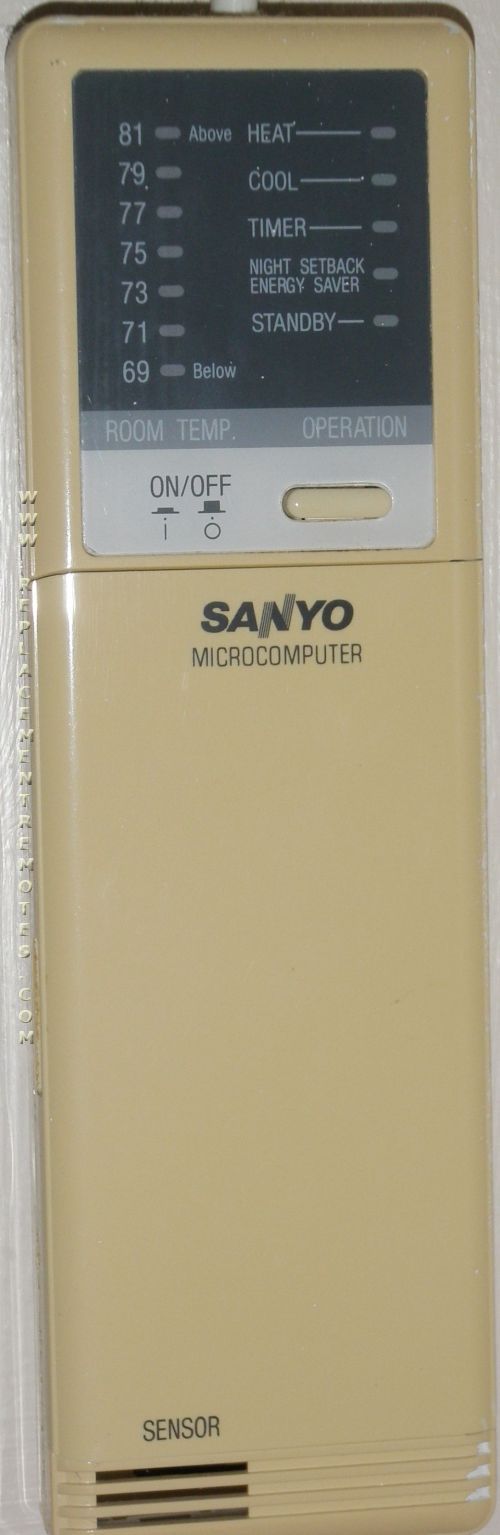 81 Above HEAT
79 COOL
77 TIMER
75 NIGHT SETBACK
ENERGY SAVER
73 STANDBY
71
69 Below
ROOM TEMP. OPERATION
ON/OFF
SANYO
MICROCOMPUTER
SENSOR
WWW.REPLACEMENTREMOTES.COM